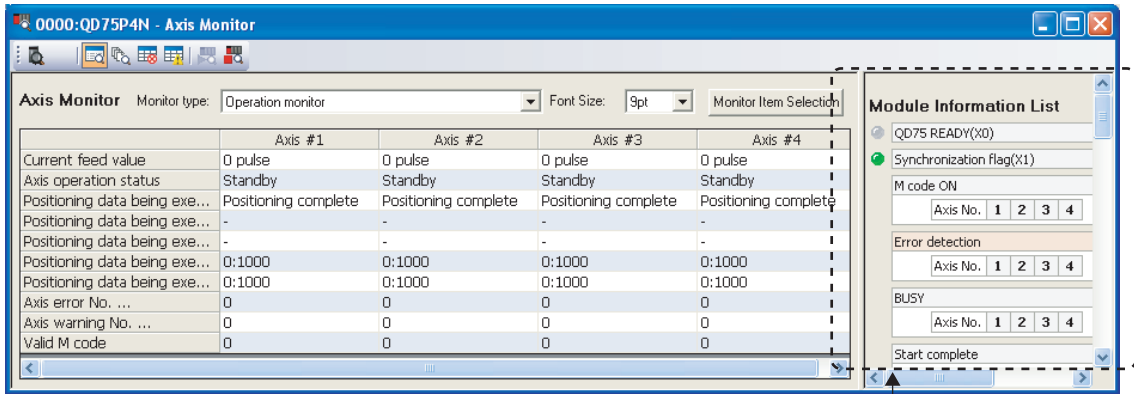 0000:QD75P4N - Axis Monitor
Axis Monitor Monitor type: Operation monitor Font Size: 9pt Monitor Item Selection
Axis #1 Axis #2 Axis #3 Axis #4
Current feed value 0 pulse 0 pulse 0 pulse 0 pulse
Axis operation status Standby Standby Standby Standby
Positioning data being exe... Positioning complete Positioning complete Positioning complete Positioning complete
Positioning data being exe... - - - -
Positioning data being exe... - - - -
Positioning data being exe... 0:1000 0:1000 0:1000 0:1000
Positioning data being exe... 0:1000 0:1000 0:1000 0:1000
Axis error No. ... 0 0 0 0
Axis warning No. ... 0 0 0 0
Valid M code 0 0 0 0
Module Information List
QD75 READY(X0)
Synchronization flag(X1)
M code ON
Axis No. 1 2 3 4
Error detection
Axis No. 1 2 3 4
BUSY
Axis No. 1 2 3 4
Start complete